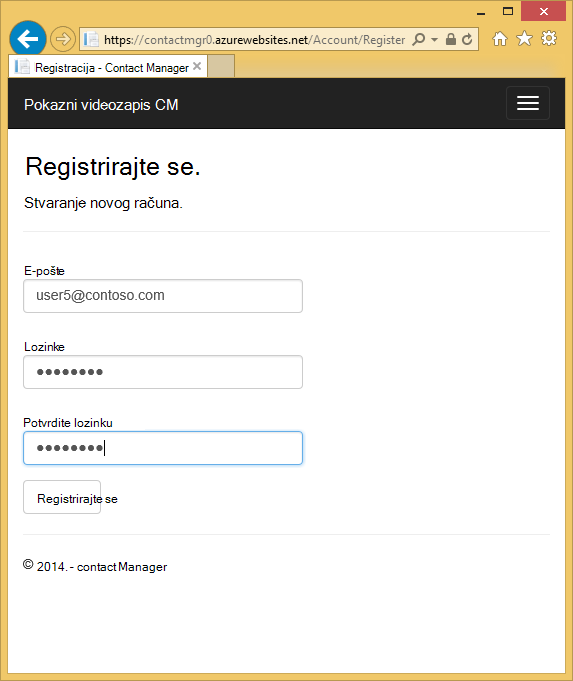 https://contactmgr0.azurewebsites.net/Account/Register
Registracija - Contact Manager
Pokazni videozapis CM
Registrirajte se.
Stvaranje novog računa.
E-pošte
user5@contoso.com
Lozinke
●●●●●●●●
Potvrdite lozinku
●●●●●●●●
Registrirajte se
© 2014. - contact Manager